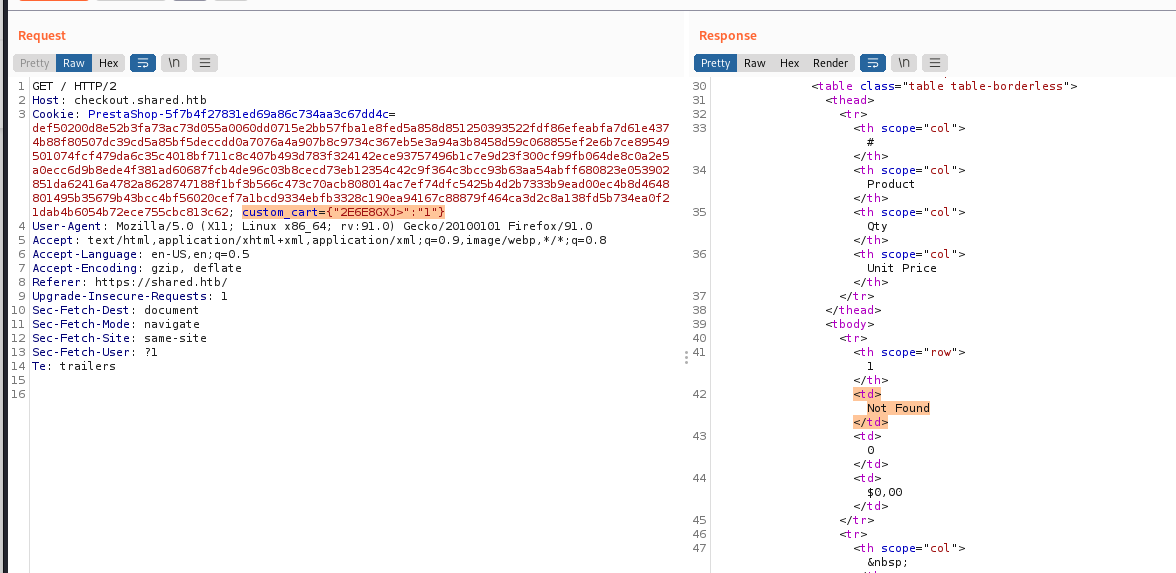 Request
Pretty Raw Hex \n
1 GET / HTTP/2
2 Host: checkout.shared.htb
3 Cookie: PrestaShop-5f7b4f27831ed69a86c734aa3c67dd4c=
def50200d8e52b3fa73ac73d055a0060dd0715e2bb57fba1e8fed5a858d851250393522fdf86efeabfa7d61e437
4b88f80507dc39cd5a85bf5deccdd0a7076a4a907b8c9734c367eb5e3a94a3b8458d59c068855ef2e6b7ce89549
501074fcf479da6c35c4018bf711c8c407b493d783f324142ece93757496b1c7e9d23f300cf99fb064de8c0a2e5
a0ecc6d9b8ede4f381ad60687fcb4de96c03b8cecd73eb12354c42c9f364c3bcc93b63aa54abff680823e053902
851da62416a4782a8628747188f1bf3b566c473c70acb808014ac7ef74dfc5425b4d2b7333b9ead00ec4b8d4648
801495b35679b43bcc4bf56020cef7a1bcd9334ebfb3328c190ea94167c88879f464ca3d2c8a138fd5b734ea0f2
1dab4b6054b72ece755cbc813c62; custom_cart={"2E6E8GXJ>":"1"}
4 User-Agent: Mozilla/5.0 (X11; Linux x86_64; rv:91.0) Gecko/20100101 Firefox/91.0
5 Accept: text/html,application/xhtml+xml,application/xml;q=0.9,image/webp,*/*;q=0.8
6 Accept-Language: en-US,en;q=0.5
7 Accept-Encoding: gzip, deflate
8 Referer: https://shared.htb/
9 Upgrade-Insecure-Requests: 1
10 Sec-Fetch-Dest: document
11 Sec-Fetch-Mode: navigate
12 Sec-Fetch-Site: same-site
13 Sec-Fetch-User: ?1
14 Te: trailers
15
16
Response
Pretty Raw Hex Render \n
30 <table class="table table-borderless">
31 <thead>
32 <tr>
33 <th scope="col">
#
</th>
34 <th scope="col">
Product
</th>
35 <th scope="col">
Qty
</th>
36 <th scope="col">
Unit Price
</th>
37 </tr>
38 </thead>
39 <tbody>
40 <tr>
41 <th scope="row">
1
</th>
42 <td>
Not Found
</td>
43 <td>
0
</td>
44 <td>
$0,00
</td>
45 </tr>
46 <tr>
47 <th scope="col">
&nbsp;